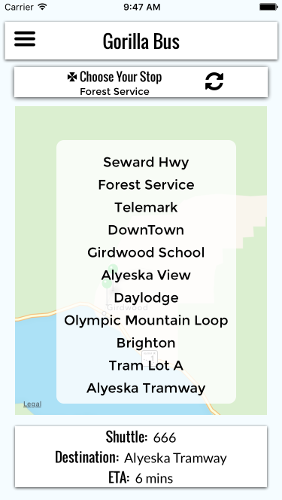 Carrier 9:47 AM
Gorilla Bus
Choose Your Stop
Forest Service
Seward Hwy
Forest Service
Telemark
DownTown
Girdwood School
Alyeska View
Daylodge
Olympic Mountain Loop
Brighton
Tram Lot A
Alyeska Tramway
Legal
Shuttle: 666
Destination: Alyeska Tramway
ETA: 6 mins